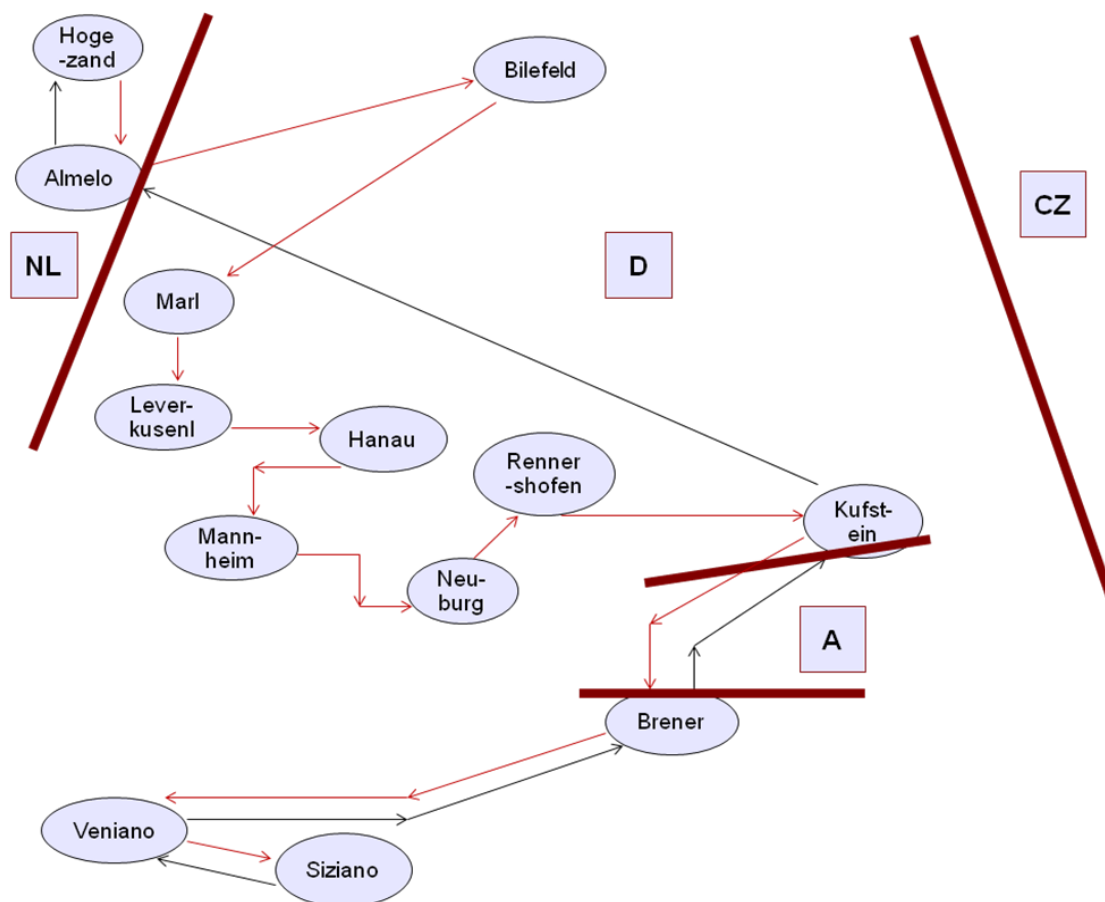 Hoge
-zand
Bilefeld
Almelo
CZ
NL
D
Marl
Lever-
kusenl
Hanau
Renner
-shofen
Kufst-
ein
Mann-
heim
Neu-
burg
A
Brener
Veniano
Siziano